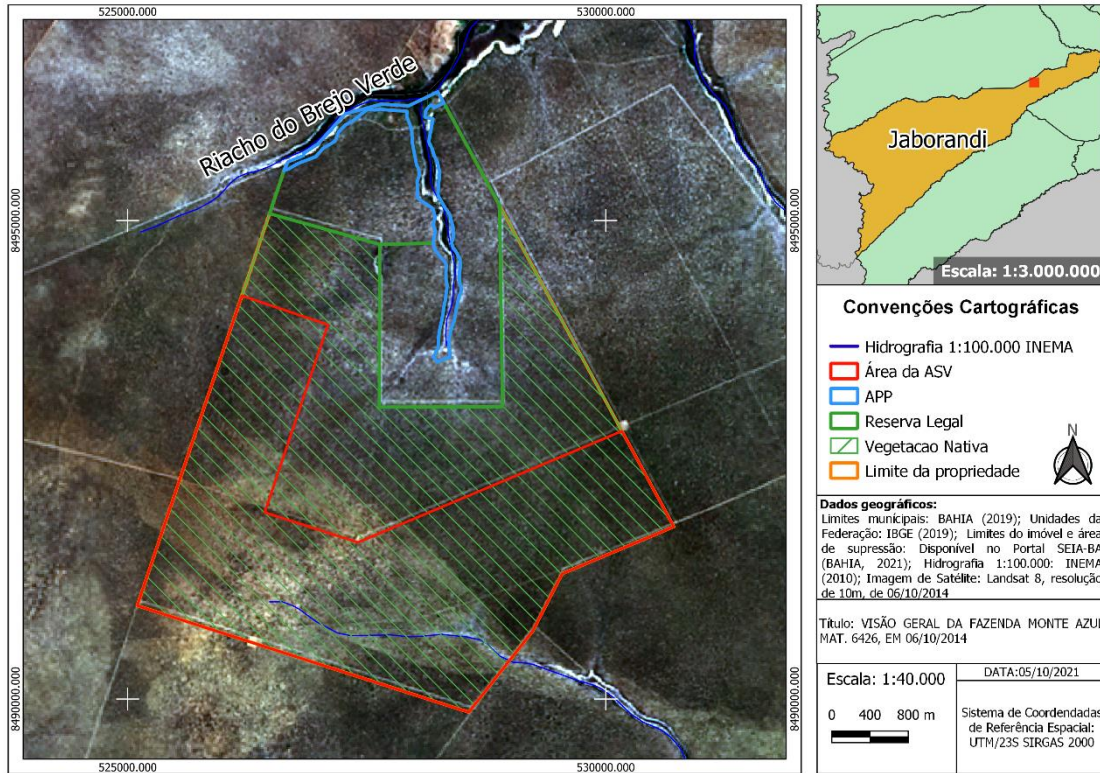 525000.000
530000.000
8495000.000
8495000.000
8490000.000
8490000.000
525000.000
530000.000
Riacho do Brejo Verde
Jaborandi
Escala: 1:3.000.000
Convenções Cartográficas
Hidrografia 1:100.000 INEMA
Área da ASV
APP
Reserva Legal
Vegetacao Nativa
Limite da propriedade
N
Dados geográficos:
Limites municipais: BAHIA (2019); Unidades da
Federação: IBGE (2019); Limites do imóvel e área
de supressão: Disponível no Portal SEIA-BA
(BAHIA, 2021); Hidrografia 1:100.000: INEMA
(2010); Imagem de Satélite: Landsat 8, resolução
de 10m, de 06/10/2014
Título: VISÃO GERAL DA FAZENDA MONTE AZUL
MAT. 6426, EM 06/10/2014
Escala: 1:40.000
0 400 800 m
DATA:05/10/2021
Sistema de Coordendadas
de Referência Espacial:
UTM/23S SIRGAS 2000